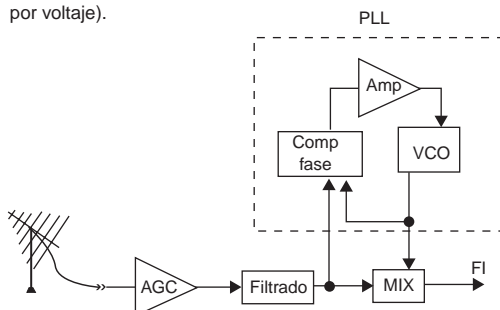 por voltaje).
PLL
Amp
Comp
fase
VCO
AGC
Filtrado
MIX
FI